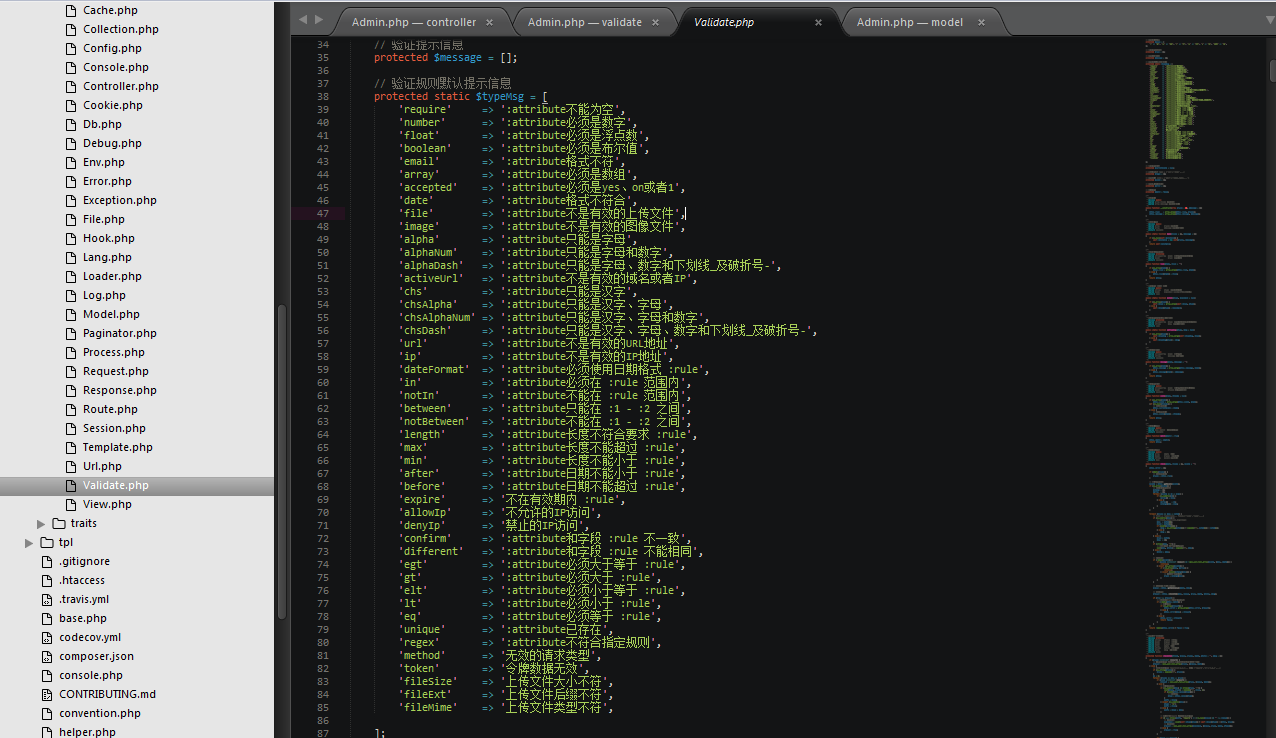 Cache.php
Collection.php
Config.php
Console.php
Controller.php
Cookie.php
Db.php
Debug.php
Env.php
Error.php
Exception.php
File.php
Hook.php
Lang.php
Loader.php
Log.php
Model.php
Paginator.php
Process.php
Request.php
Response.php
Route.php
Session.php
Template.php
Url.php
Validate.php
View.php
traits
tpl
.gitignore
.htaccess
.travis.yml
base.php
codecov.yml
composer.json
console.php
CONTRIBUTING.md
convention.php
helper.php
Admin.php — controller ×
Admin.php — validate ×
Validate.php ×
Admin.php — model ×
34 // 验证提示信息
35 protected $message = [];
36
37 // 验证规则默认提示信息
38 protected static $typeMsg = [
39 'require' => ':attribute不能为空',
40 'number' => ':attribute必须是数字',
41 'float' => ':attribute必须是浮点数',
42 'boolean' => ':attribute必须是布尔值',
43 'email' => ':attribute格式不符',
44 'array' => ':attribute必须是数组',
45 'accepted' => ':attribute必须是yes、on或者1',
46 'date' => ':attribute格式不符合',
47 'file' => ':attribute不是有效的上传文件',
48 'image' => ':attribute不是有效的图像文件',
49 'alpha' => ':attribute只能是字母',
50 'alphaNum' => ':attribute只能是字母和数字',
51 'alphaDash' => ':attribute只能是字母、数字和下划线_及破折号-',
52 'activeUrl' => ':attribute不是有效的域名或者IP',
53 'chs' => ':attribute只能是汉字',
54 'chsAlpha' => ':attribute只能是汉字、字母',
55 'chsAlphaNum' => ':attribute只能是汉字、字母和数字',
56 'chsDash' => ':attribute只能是汉字、字母、数字和下划线_及破折号-',
57 'url' => ':attribute不是有效的URL地址',
58 'ip' => ':attribute不是有效的IP地址',
59 'dateFormat' => ':attribute必须使用日期格式 :rule',
60 'in' => ':attribute必须在 :rule 范围内',
61 'notIn' => ':attribute不能在 :rule 范围内',
62 'between' => ':attribute只能在 :1 - :2 之间',
63 'notBetween' => ':attribute不能在 :1 - :2 之间',
64 'length' => ':attribute长度不符合要求 :rule',
65 'max' => ':attribute长度不能超过 :rule',
66 'min' => ':attribute长度不能小于 :rule',
67 'after' => ':attribute日期不能小于 :rule',
68 'before' => ':attribute日期不能超过 :rule',
69 'expire' => '不在有效期内 :rule',
70 'allowIp' => '不允许的IP访问',
71 'denyIp' => '禁止的IP访问',
72 'confirm' => ':attribute和字段 :rule 不一致',
73 'different' => ':attribute和字段 :rule 不能相同',
74 'egt' => ':attribute必须大于等于 :rule',
75 'gt' => ':attribute必须大于 :rule',
76 'elt' => ':attribute必须小于等于 :rule',
77 'lt' => ':attribute必须小于 :rule',
78 'eq' => ':attribute必须等于 :rule',
79 'unique' => ':attribute已存在',
80 'regex' => ':attribute不符合指定规则',
81 'method' => '无效的请求类型',
82 'token' => '令牌数据无效',
83 'fileSize' => '上传文件大小不符',
84 'fileExt' => '上传文件后缀不符',
85 'fileMime' => '上传文件类型不符',
86
87 ];